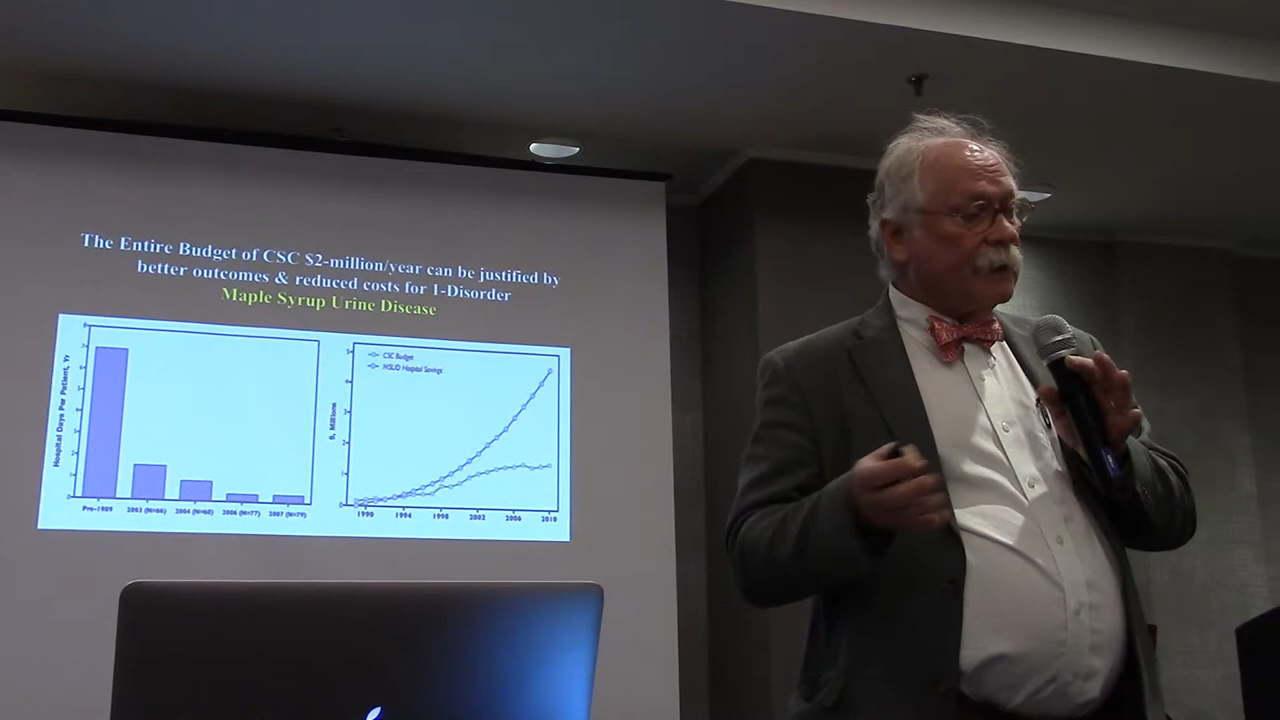 The Entire Budget of CSC $2-million/year can be justified by
better outcomes & reduced costs for 1-Disorder
Maple Syrup Urine Disease
Hospital Days Per Patient, Yr
Pre-1989 2003 (N=66) 2004 (N=68) 2006 (N=77) 2007 (N=79)
CSC Budget
MSUD Hospital Savings
$, Millions
1990 1994 1998 2002 2006 2010